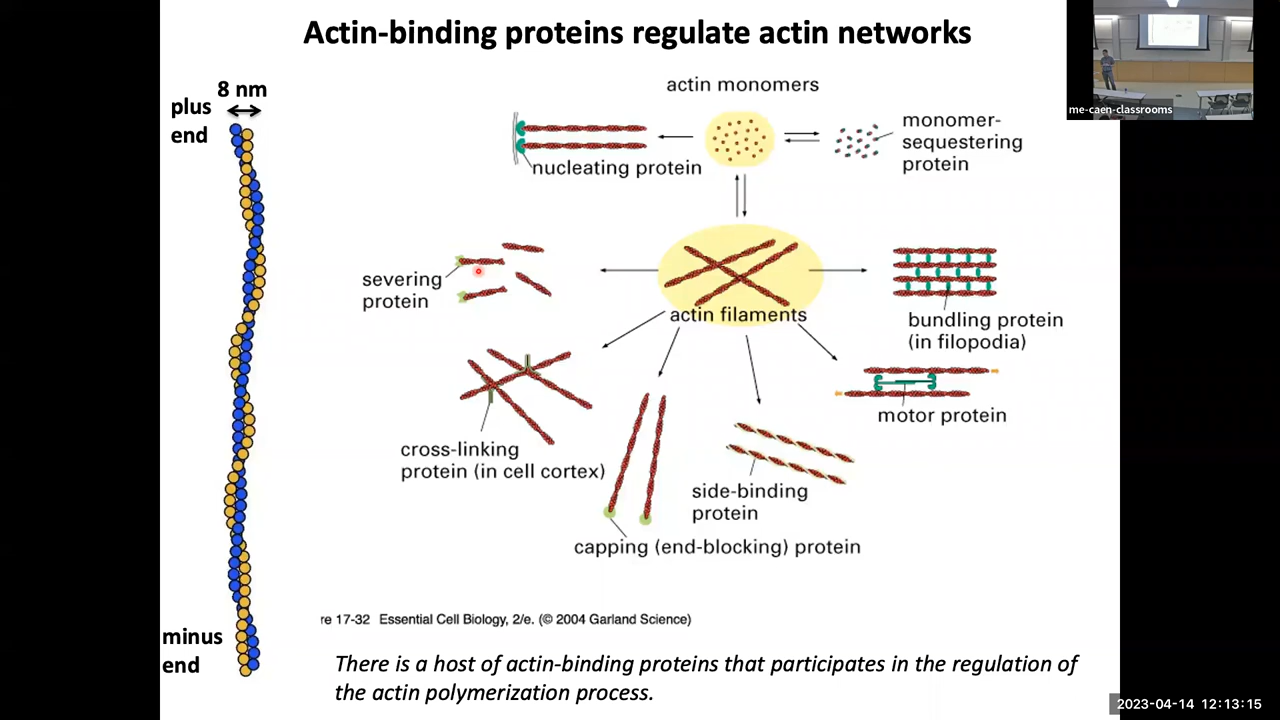 Actin-binding proteins regulate actin networks
me-caen-classrooms
8 nm
plus
end
minus
end
actin monomers
nucleating protein
monomer-
sequestering
protein
severing
protein
actin filaments
bundling protein
(in filopodia)
motor protein
cross-linking
protein (in cell cortex)
side-binding
protein
capping (end-blocking) protein
re 17-32 Essential Cell Biology, 2/e. (© 2004 Garland Science)
There is a host of actin-binding proteins that participates in the regulation of
the actin polymerization process.
2023-04-14 12:13:15